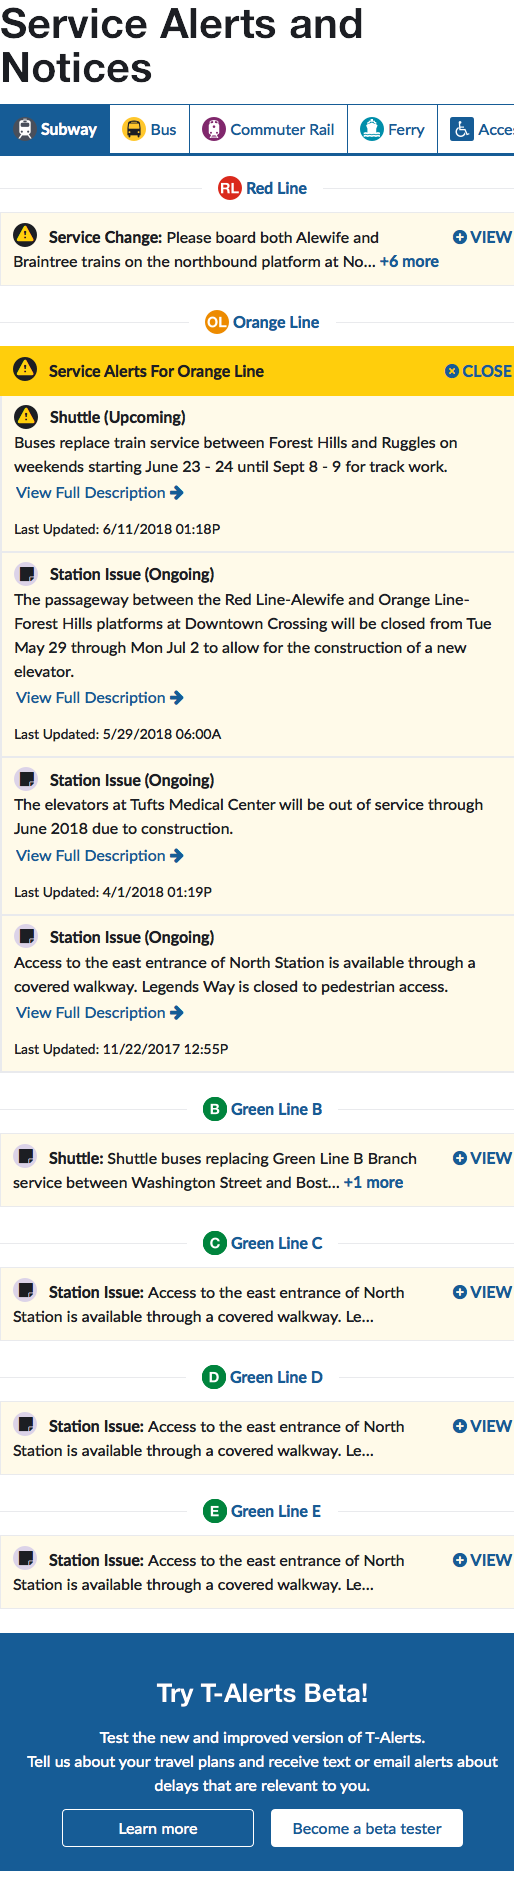 Service Alerts and
Notices
Subway
Bus
Commuter Rail
Ferry
Acce
RL Red Line
Service Change: Please board both Alewife and
Braintree trains on the northbound platform at No... +6 more
VIEW
OL Orange Line
Service Alerts For Orange Line
CLOSE
Shuttle (Upcoming)
Buses replace train service between Forest Hills and Ruggles on
weekends starting June 23 - 24 until Sept 8 - 9 for track work.
View Full Description
Last Updated: 6/11/2018 01:18P
Station Issue (Ongoing)
The passageway between the Red Line-Alewife and Orange Line-
Forest Hills platforms at Downtown Crossing will be closed from Tue
May 29 through Mon Jul 2 to allow for the construction of a new
elevator.
View Full Description
Last Updated: 5/29/2018 06:00A
Station Issue (Ongoing)
The elevators at Tufts Medical Center will be out of service through
June 2018 due to construction.
View Full Description
Last Updated: 4/1/2018 01:19P
Station Issue (Ongoing)
Access to the east entrance of North Station is available through a
covered walkway. Legends Way is closed to pedestrian access.
View Full Description
Last Updated: 11/22/2017 12:55P
B Green Line B
Shuttle: Shuttle buses replacing Green Line B Branch
service between Washington Street and Bost... +1 more
VIEW
C Green Line C
Station Issue: Access to the east entrance of North
Station is available through a covered walkway. Le...
VIEW
D Green Line D
Station Issue: Access to the east entrance of North
Station is available through a covered walkway. Le...
VIEW
E Green Line E
Station Issue: Access to the east entrance of North
Station is available through a covered walkway. Le...
VIEW
Try T-Alerts Beta!
Test the new and improved version of T-Alerts.
Tell us about your travel plans and receive text or email alerts about
delays that are relevant to you.
Learn more
Become a beta tester